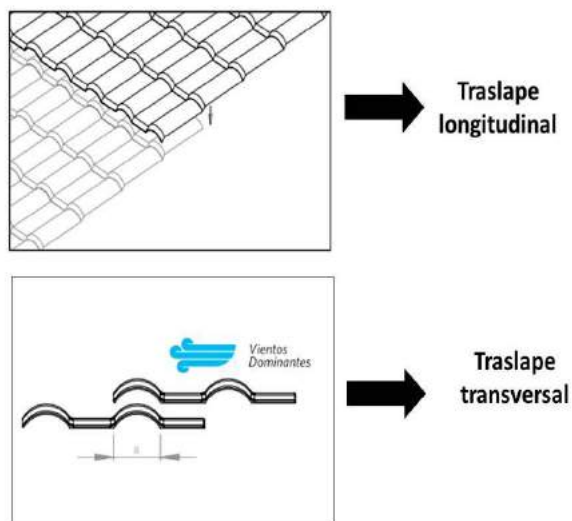 Traslape
longitudinal
Vientos
Dominantes
Traslape
transversal